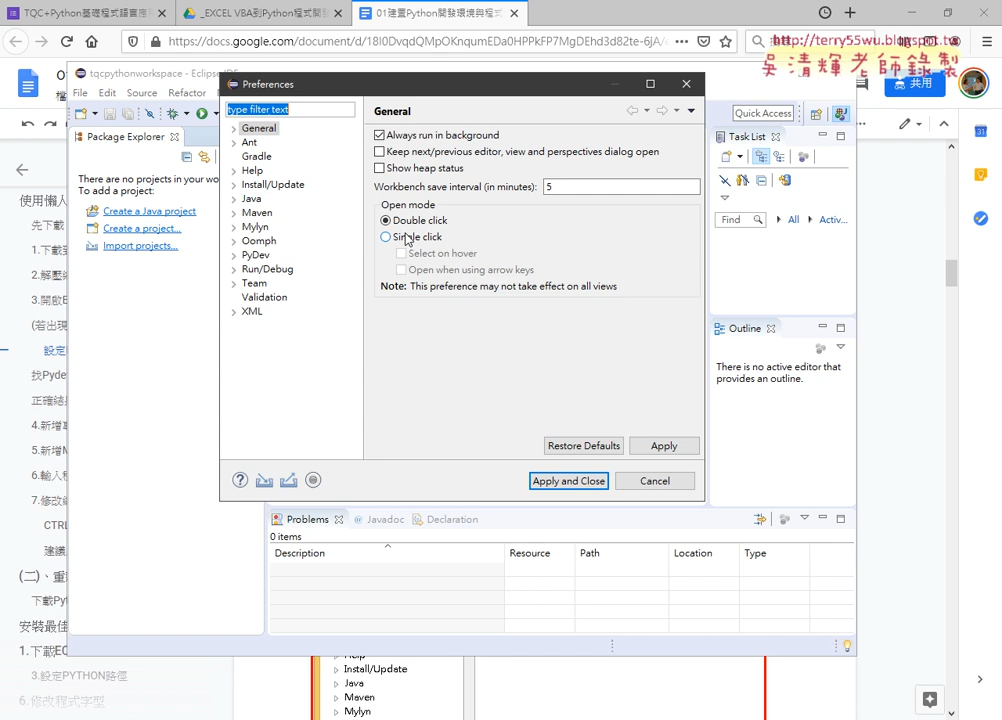 TQC+Python基礎程式語言應
_EXCEL VBA到Python程式開
01建置Python開發環境與程式
https://docs.google.com/document/d/18I0DvqdQMpOKnqumED0a0HPPkFP7MgDEhd3d82te-6jA/
http://terry55wu.blogspot.tw
吳清輝老師錄製
共用
tqcpythonworkspace - Eclipse IDE
File Edit Source Refactor
Quick Access
Package Explorer
There are no projects in your wo
To add a project:
Create a Java project
Create a project...
Import projects...
Preferences
type filter text
General
General
Ant
Gradle
Help
Install/Update
Java
Maven
Mylyn
Oomph
PyDev
Run/Debug
Team
Validation
XML
Always run in background
Keep next/previous editor, view and perspectives dialog open
Show heap status
Workbench save interval (in minutes): 5
Open mode
Double click
Single click
Select on hover
Open when using arrow keys
Note: This preference may not take effect on all views
Restore Defaults Apply
Apply and Close Cancel
Task List
Find All Activ...
Outline
There is no active editor that
provides an outline.
Problems Javadoc Declaration
0 items
Description Resource Path Location Type
使用懶人
先下載
1.下載到
2.解壓縮
3.開啟E
(若出現
設定
找Pyde
正確結
4.新增專
5.新增M
6.輸入程
7.修改編
CTRL
建議
(二)、重
下載Pyt
安裝最佳
1.下載EC
3.設定PYTHON路徑
6.修改程式字型
Help
Install/Update
Java
Maven
Mylyn